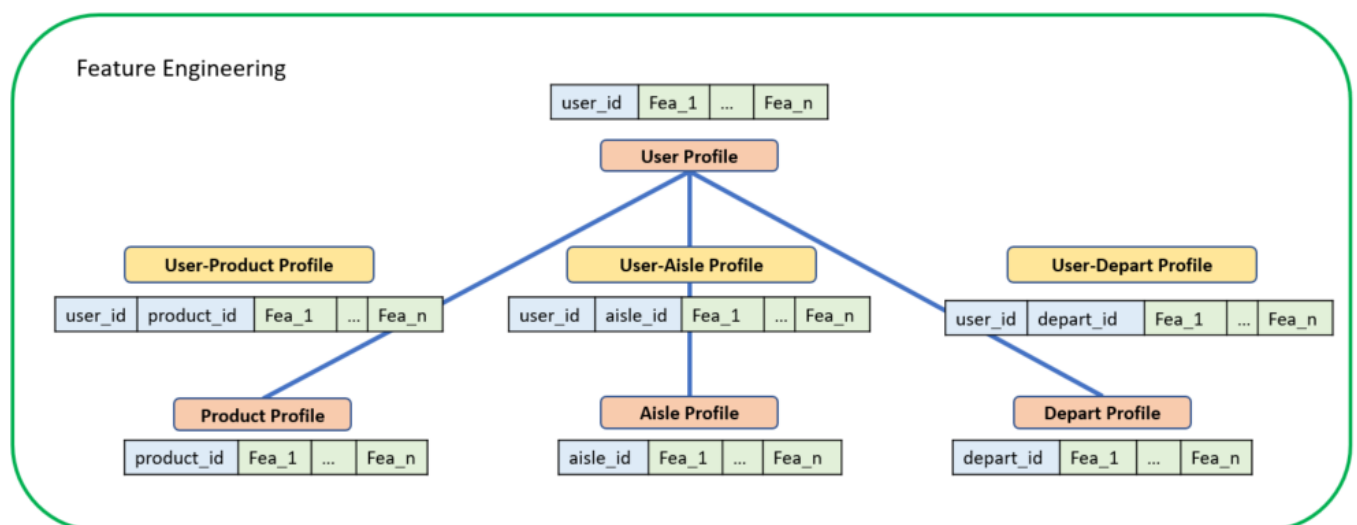 Feature Engineering
user_id Fea_1 ... Fea_n
User Profile
User-Product Profile User-Aisle Profile User-Depart Profile
user_id product_id Fea_1 ... Fea_n user_id aisle_id Fea_1 ... Fea_n user_id depart_id Fea_1 ... Fea_n
Product Profile Aisle Profile Depart Profile
product_id Fea_1 ... Fea_n aisle_id Fea_1 ... Fea_n depart_id Fea_1 ... Fea_n